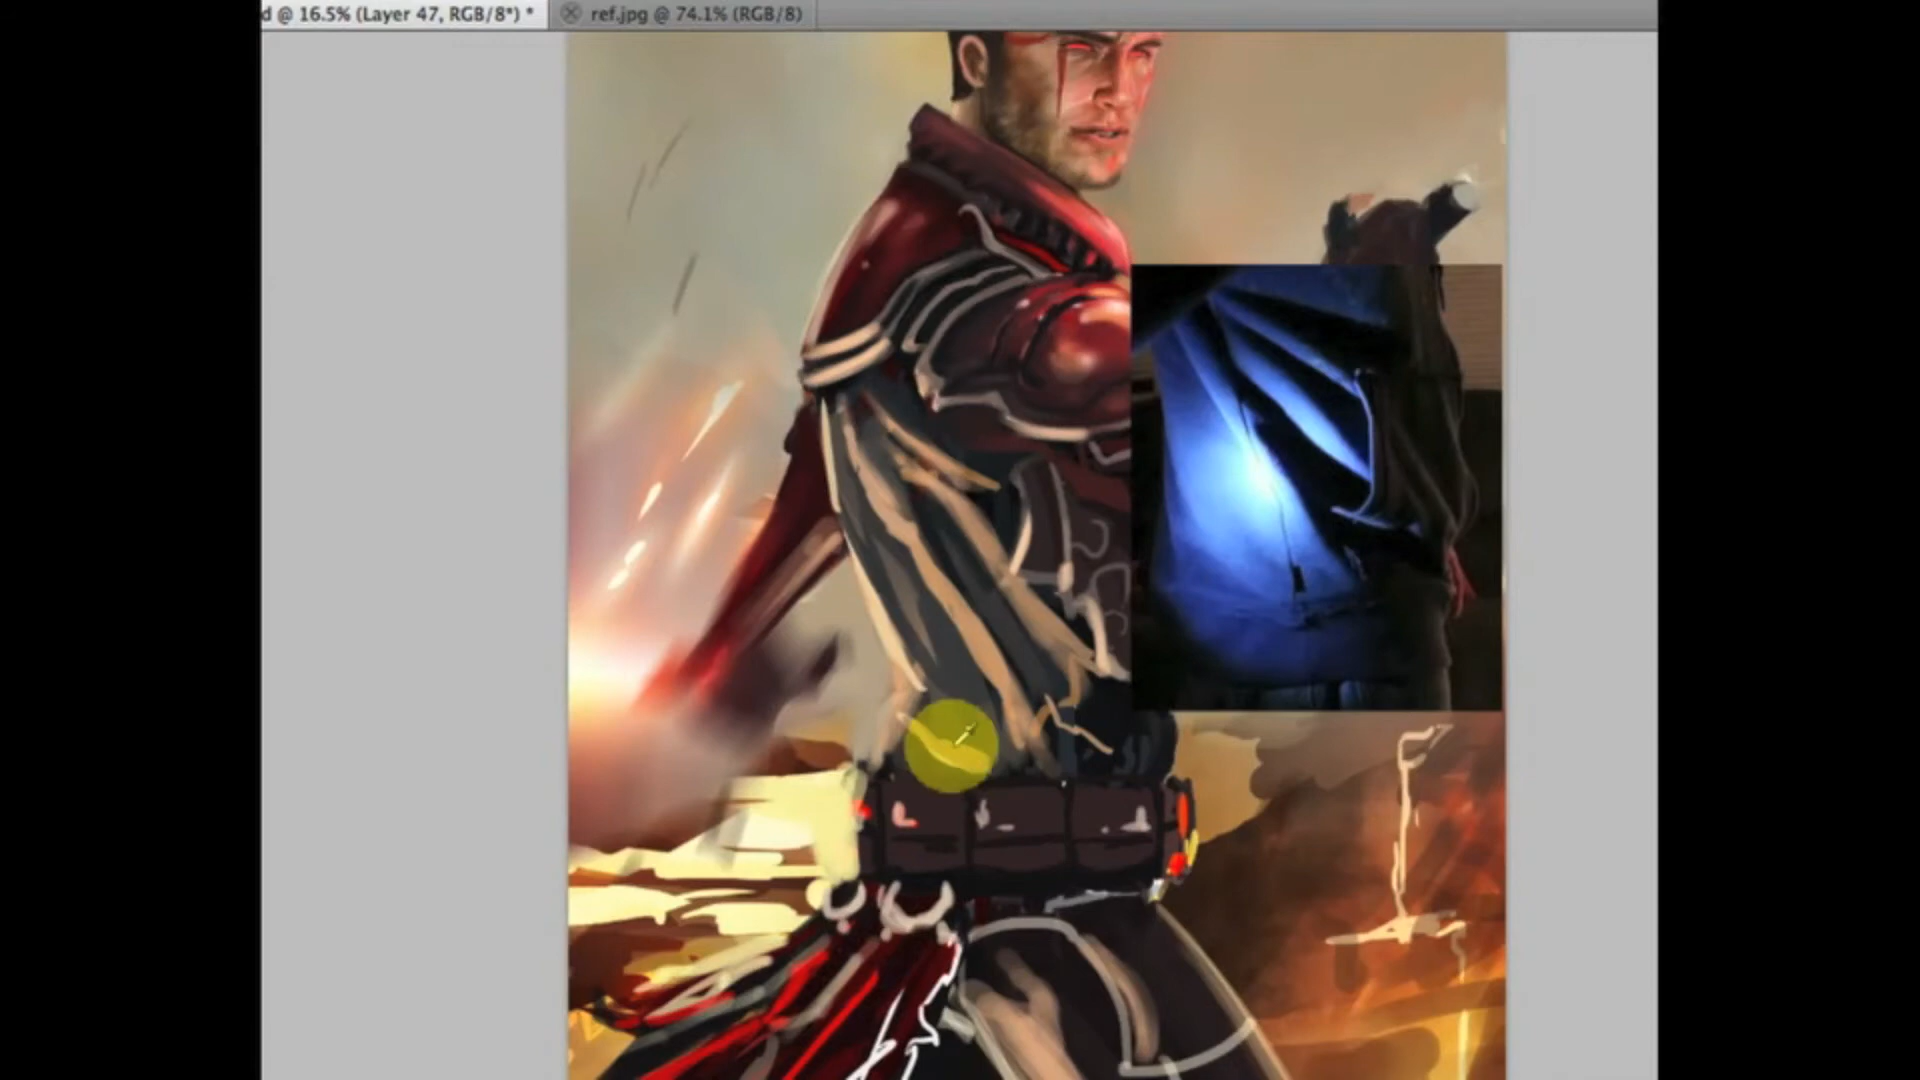 d @ 16.5% (Layer 47, RGB/8*) *
ref.jpg @ 74.1% (RGB/8)